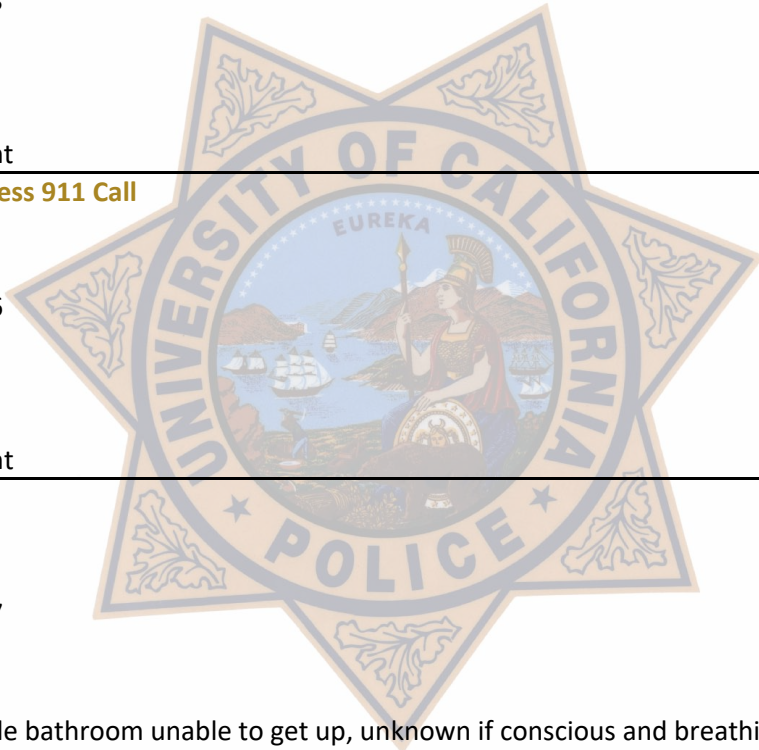 nt
ess 911 Call
UNIVERSITY OF CALIFORNIA
EUREKA
nt
POLICE
le bathroom unable to get up, unknown if conscious and breathi